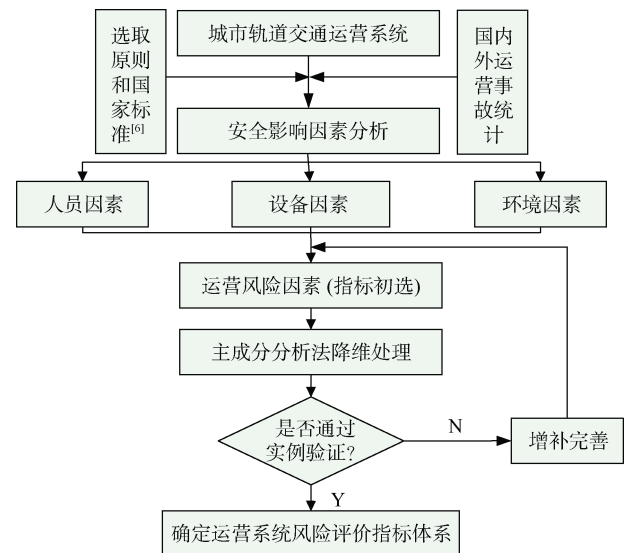 选取
原则
和国
家标
准[6]
城市轨道交通运营系统
国内
外运
营事
故统
计
安全影响因素分析
人员因素
设备因素
环境因素
运营风险因素 (指标初选)
主成分分析法降维处理
是否通过
实例验证?
N
增补完善
Y
确定运营系统风险评价指标体系